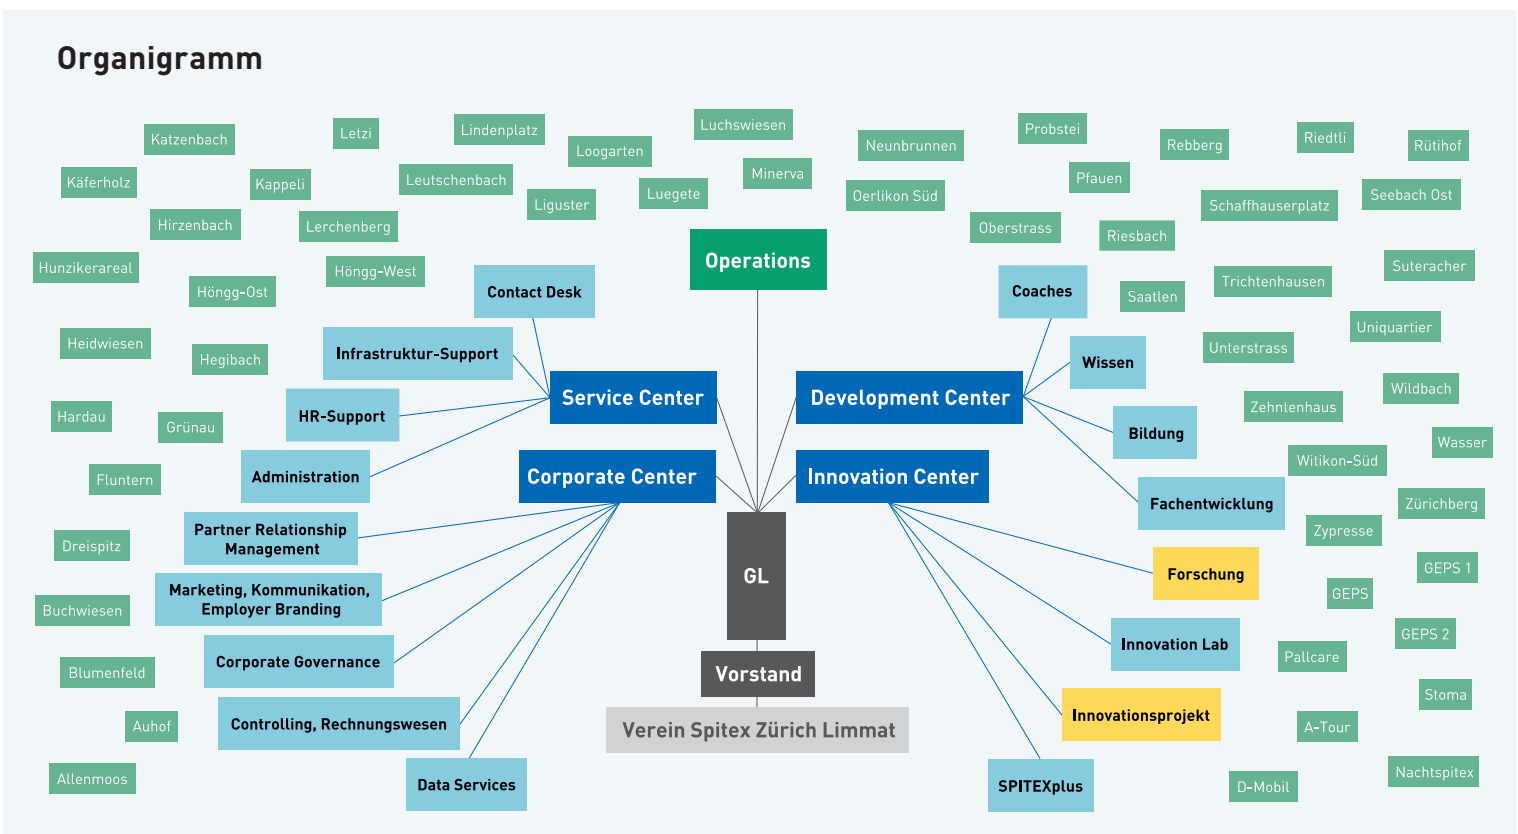 Organigramm
Katzenbach
Letzi
Lindenplatz
Loogarten
Luchswiesen
Neunbrunnen
Probstei
Rebberg
Riedtli
Rütihof
Käferholz
Kappeli
Leutschenbach
Liguster
Luegete
Minerva
Oerlikon Süd
Pfauen
Schaffhauserplatz
Seebach Ost
Hirzenbach
Lerchenberg
Oberstrass
Riesbach
Hunzikerareal
Höngg-Ost
Höngg-West
Operations
Contact Desk
Coaches
Saatlen
Trichtenhausen
Suteracher
Heidwiesen
Hegibach
Infrastruktur-Support
Wissen
Unterstrass
Uniquartier
Service Center
Development Center
Hardau
Grünau
HR-Support
Bildung
Zehntenhaus
Wildbach
Wasser
Fluntern
Administration
Corporate Center
Innovation Center
Fachentwicklung
Witikon-Süd
Zürichberg
Dreispitz
Partner Relationship
Management
GL
Zypresse
Forschung
GEPS 1
Buchwiesen
Marketing, Kommunikation,
Employer Branding
GEPS
GEPS 2
Blumenfeld
Corporate Governance
Innovation Lab
Pallcare
Vorstand
Stoma
Auhof
Controlling, Rechnungswesen
Verein Spitex Zürich Limmat
Innovationsprojekt
A-Tour
Allenmoos
Data Services
SPITEXplus
D-Mobil
Nachtspitex